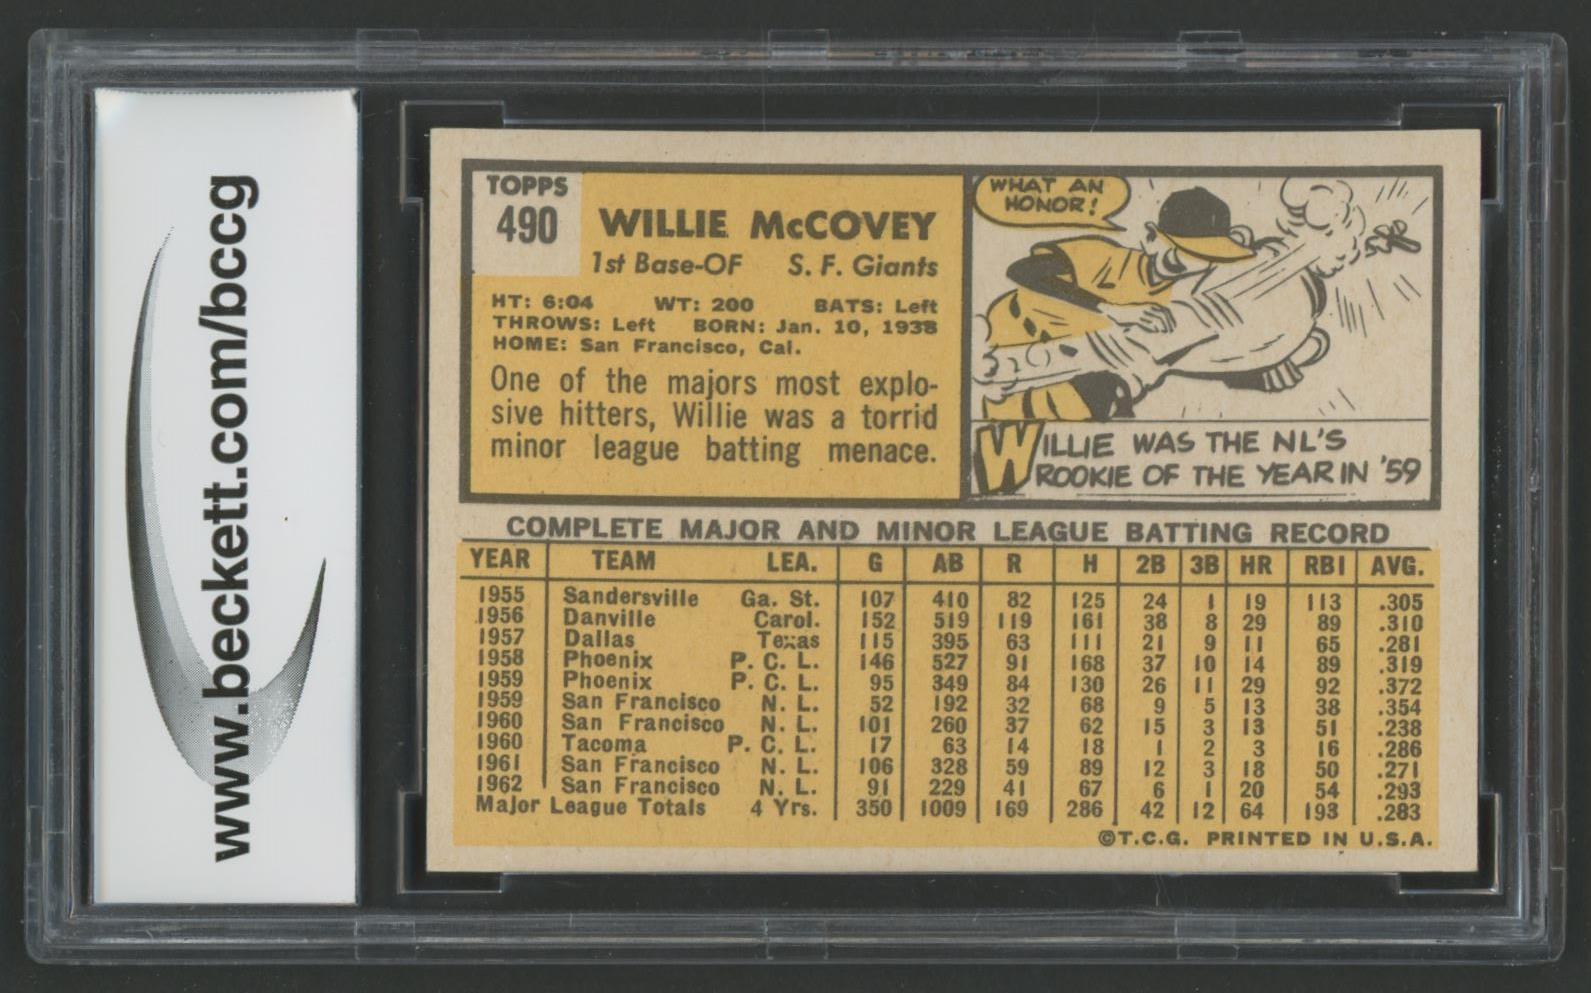 www.beckett.com/bccg
TOPPS
490
WILLIE McCOVEY
1st Base-OF S. F. Giants
HT: 6:04 WT: 200 BATS: Left
THROWS: Left BORN: Jan. 10, 1938
HOME: San Francisco, Cal.
One of the majors most explo-
sive hitters, Willie was a torrid
minor league batting menace.
WHAT AN
HONOR!
WILLIE WAS THE NL'S
ROOKIE OF THE YEAR IN '59
COMPLETE MAJOR AND MINOR LEAGUE BATTING RECORD
YEAR TEAM LEA. G AB R H 2B 3B HR RBI AVG.
1955 Sandersville Ga. St. 107 410 82 125 24 1 19 113 .305
1956 Danville Carol. 152 519 119 161 38 8 29 89 .310
1957 Dallas Texas 115 395 63 111 21 9 11 65 .281
1958 Phoenix P. C. L. 146 527 91 168 37 10 14 89 .319
1959 Phoenix P. C. L. 95 349 84 130 26 11 29 92 .372
1959 San Francisco N. L. 52 192 32 68 9 5 13 38 .354
1960 San Francisco N. L. 101 260 37 62 15 3 13 51 .238
1960 Tacoma P. C. L. 17 63 14 18 1 2 3 16 .286
1961 San Francisco N. L. 106 328 59 89 12 3 18 50 .271
1962 San Francisco N. L. 91 229 41 67 6 1 20 54 .293
Major League Totals 4 Yrs. 350 1009 169 286 42 12 64 193 .283
©T.C.G. PRINTED IN U.S.A.